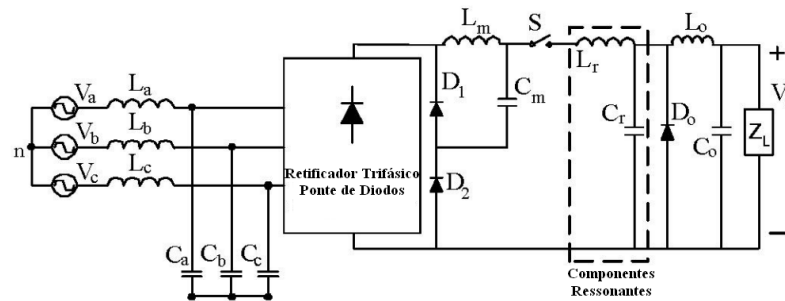 L_m S
L_r L_o
V_a L_a D_1 C_m C_r D_o C_o + V
V_b L_b Z_L
n
V_c L_c
Retificador Trifásico
Ponte de Diodos
D_2
C_a C_b C_c
−
Componentes
Ressonantes